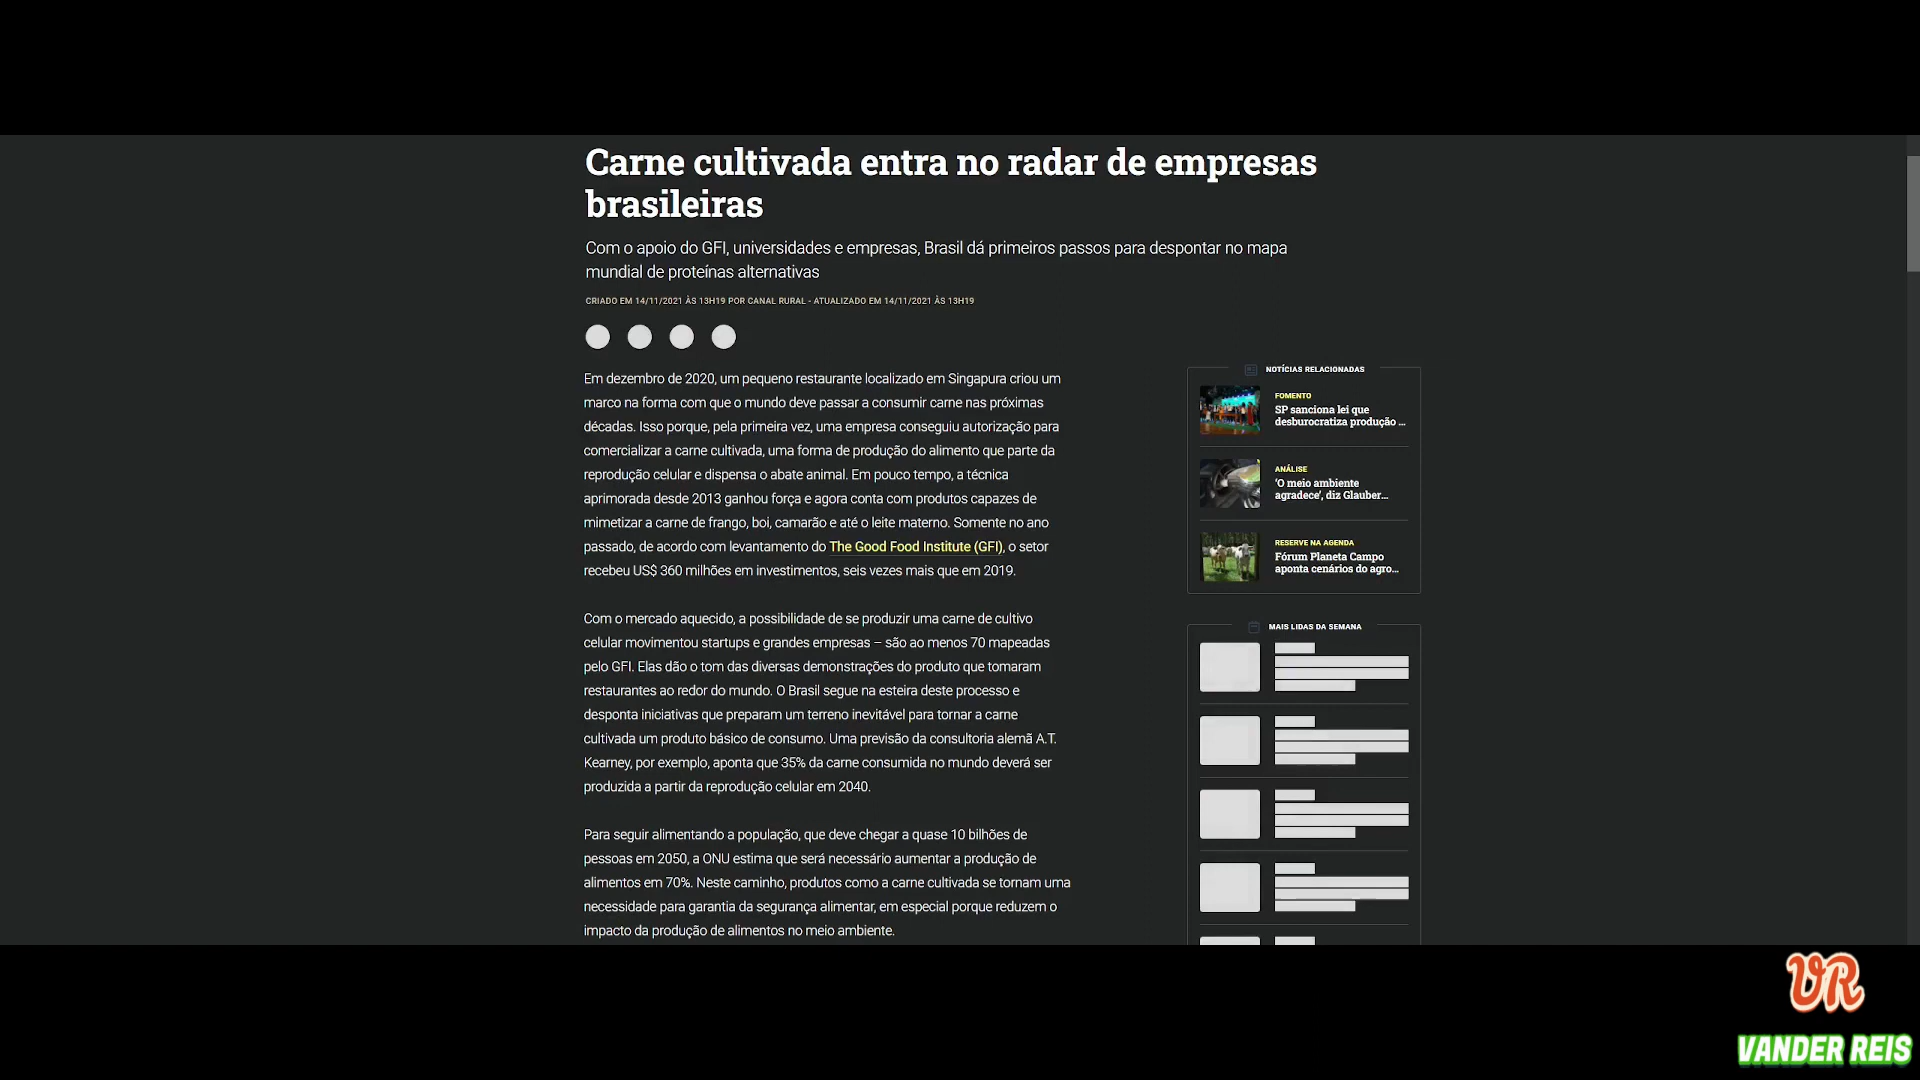 Carne cultivada entra no radar de empresas
brasileiras
Com o apoio do GFI, universidades e empresas, Brasil dá primeiros passos para despontar no mapa
mundial de proteínas alternativas
CRIADO EM 14/11/2021 ÀS 13H19 POR CANAL RURAL - ATUALIZADO EM 14/11/2021 ÀS 13H19
Em dezembro de 2020, um pequeno restaurante localizado em Singapura criou um
marco na forma com que o mundo deve passar a consumir carne nas próximas
décadas. Isso porque, pela primeira vez, uma empresa conseguiu autorização para
comercializar a carne cultivada, uma forma de produção do alimento que parte da
reprodução celular e dispensa o abate animal. Em pouco tempo, a técnica
aprimorada desde 2013 ganhou força e agora conta com produtos capazes de
mimetizar a carne de frango, boi, camarão e até o leite materno. Somente no ano
passado, de acordo com levantamento do The Good Food Institute (GFI), o setor
recebeu US$ 360 milhões em investimentos, seis vezes mais que em 2019.
Com o mercado aquecido, a possibilidade de se produzir uma carne de cultivo
celular movimentou startups e grandes empresas – são ao menos 70 mapeadas
pelo GFI. Elas dão o tom das diversas demonstrações do produto que tomaram
restaurantes ao redor do mundo. O Brasil segue na esteira deste processo e
desponta iniciativas que preparam um terreno inevitável para tornar a carne
cultivada um produto básico de consumo. Uma previsão da consultoria alemã A.T.
Kearney, por exemplo, aponta que 35% da carne consumida no mundo deverá ser
produzida a partir da reprodução celular em 2040.
Para seguir alimentando a população, que deve chegar a quase 10 bilhões de
pessoas em 2050, a ONU estima que será necessário aumentar a produção de
alimentos em 70%. Neste caminho, produtos como a carne cultivada se tornam uma
necessidade para garantia da segurança alimentar, em especial porque reduzem o
impacto da produção de alimentos no meio ambiente.
NOTÍCIAS RELACIONADAS
FOMENTO
SP sanciona lei que
desburocratiza produção ...
ANÁLISE
‘O meio ambiente
agradece’, diz Glauber...
RESERVE NA AGENDA
Fórum Planeta Campo
aponta cenários do agro...
MAIS LIDAS DA SEMANA
VR
VANDER REIS